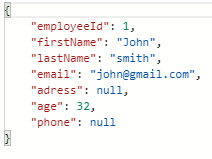 {
"employeeId": 1,
"firstName": "John",
"lastName": "smith",
"email": "john@gmail.com",
"adress": null,
"age": 32,
"phone": null
}